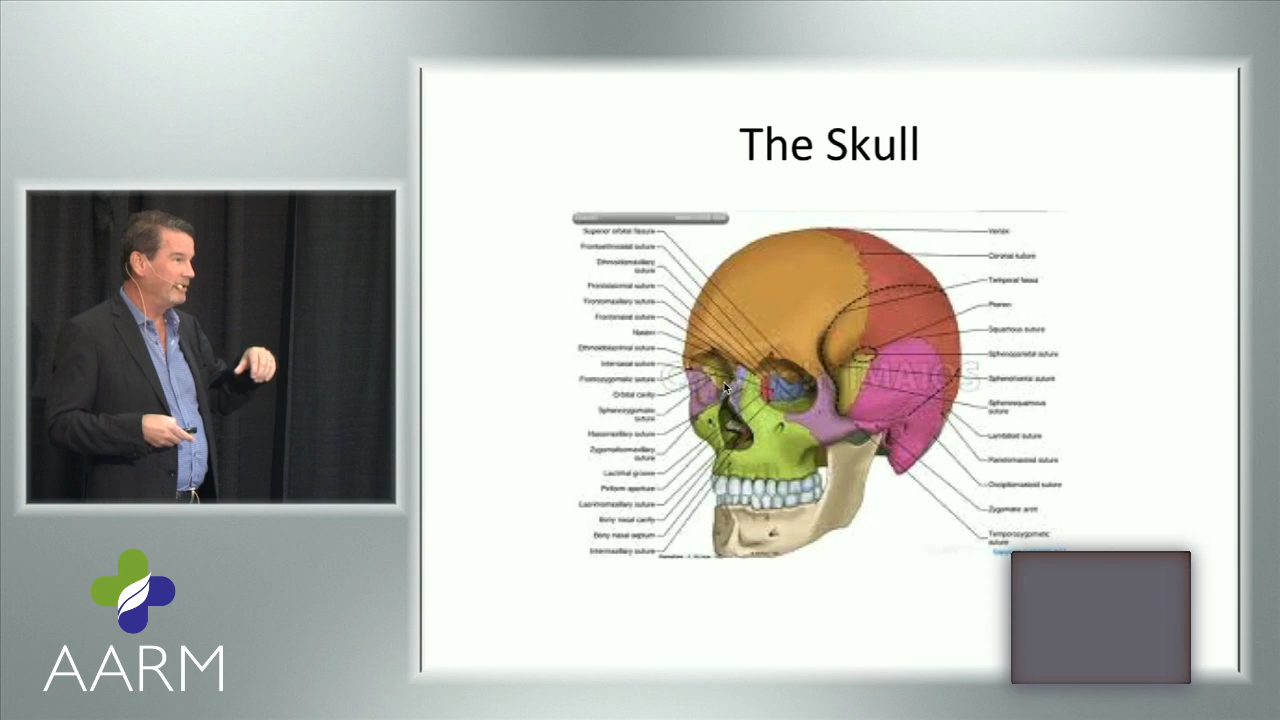 The Skull
Superior orbital fissure
Frontoethmoidal suture
Ethmoidomaxillary
suture
Frontolacrimal suture
Frontomaxillary suture
Frontonasal suture
Nasion
Ethmoidolacrimal suture
Internasal suture
Frontozygomatic suture
Orbital cavity
Sphenozygomatic
suture
Nasomaxillary suture
Zygomaticomaxillary
suture
Lacrimal groove
Piriform aperture
Lacrimomaxillary suture
Bony nasal cavity
Bony nasal septum
Intermaxillary suture
Vertex
Coronal suture
Temporal fossa
Pterion
Squamous suture
Sphenoparietal suture
Sphenofrontal suture
Sphenosquamous
suture
Lambdoid suture
Parietomastoid suture
Occipitomastoid suture
Zygomatic arch
Temporozygomatic
suture
AARM